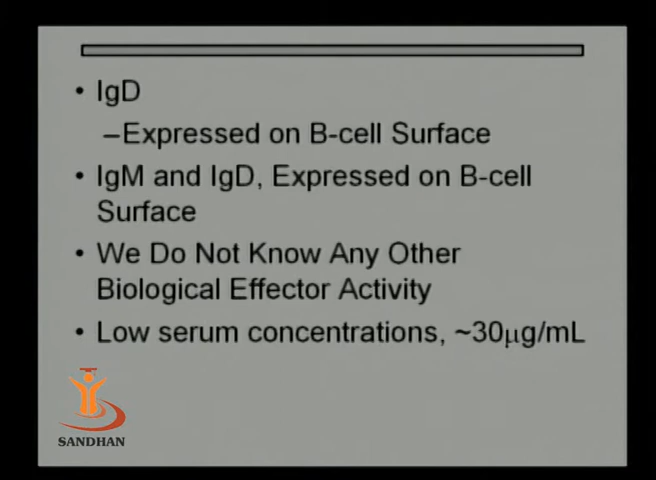 • IgD
–Expressed on B-cell Surface
• IgM and IgD, Expressed on B-cell
Surface
• We Do Not Know Any Other
Biological Effector Activity
• Low serum concentrations, ~30μg/mL
SANDHAN